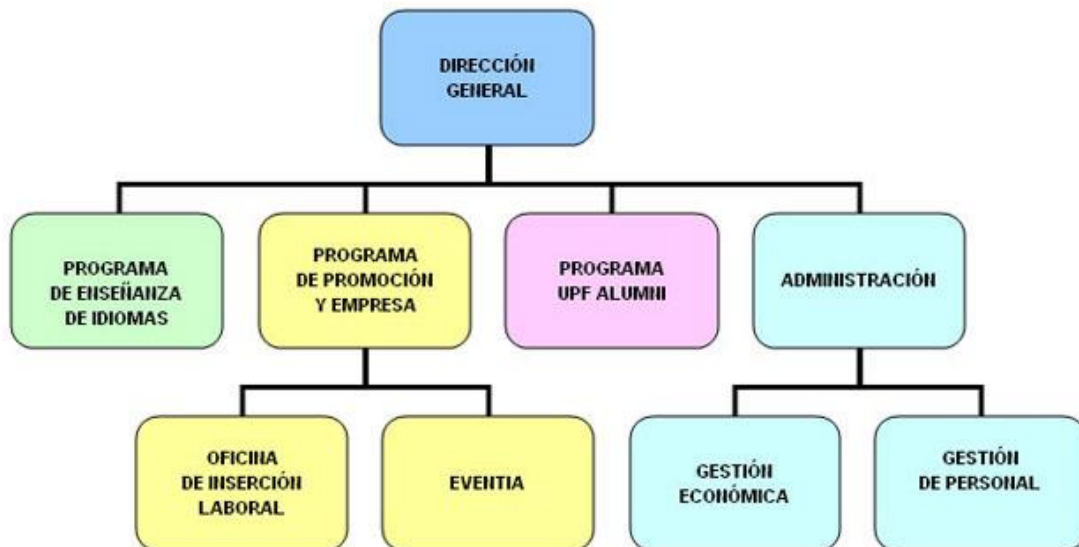 DIRECCIÓN
GENERAL
PROGRAMA
DE ENSEÑANZA
DE IDIOMAS
PROGRAMA
DE PROMOCIÓN
Y EMPRESA
PROGRAMA
UPF ALUMNI
ADMINISTRACIÓN
OFICINA
DE INSERCIÓN
LABORAL
EVENTIA
GESTIÓN
ECONÓMICA
GESTIÓN
DE PERSONAL